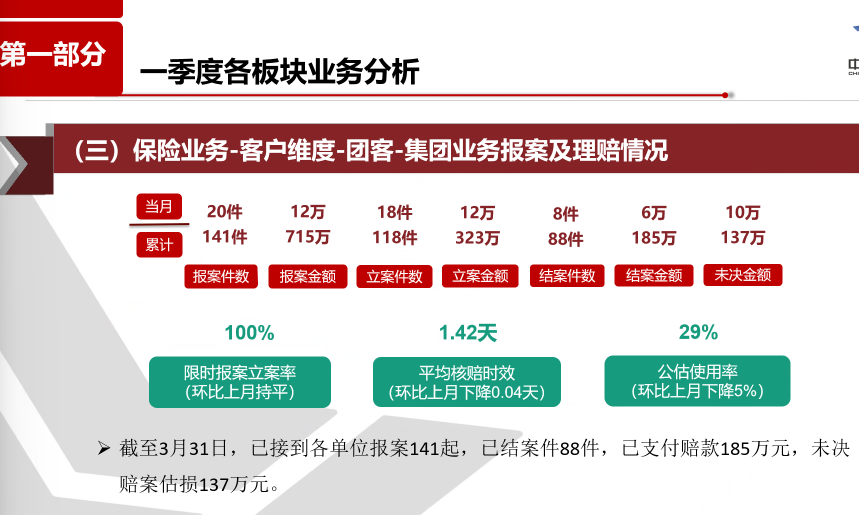 第一部分
一季度各板块业务分析
中
（三）保险业务-客户维度-团客-集团业务报案及理赔情况
当月 20件 12万 18件 12万 8件 6万 10万
累计 141件 715万 118件 323万 88件 185万 137万
报案件数 报案金额 立案件数 立案金额 结案件数 结案金额 未决金额
100% 1.42天 29%
限时报案立案率 平均核赔时效 公估使用率
（环比上月持平） （环比上月下降0.04天） （环比上月下降5%）
➢ 截至3月31日，已接到各单位报案141起，已结案件88件，已支付赔款185万元，未决
赔案估损137万元。